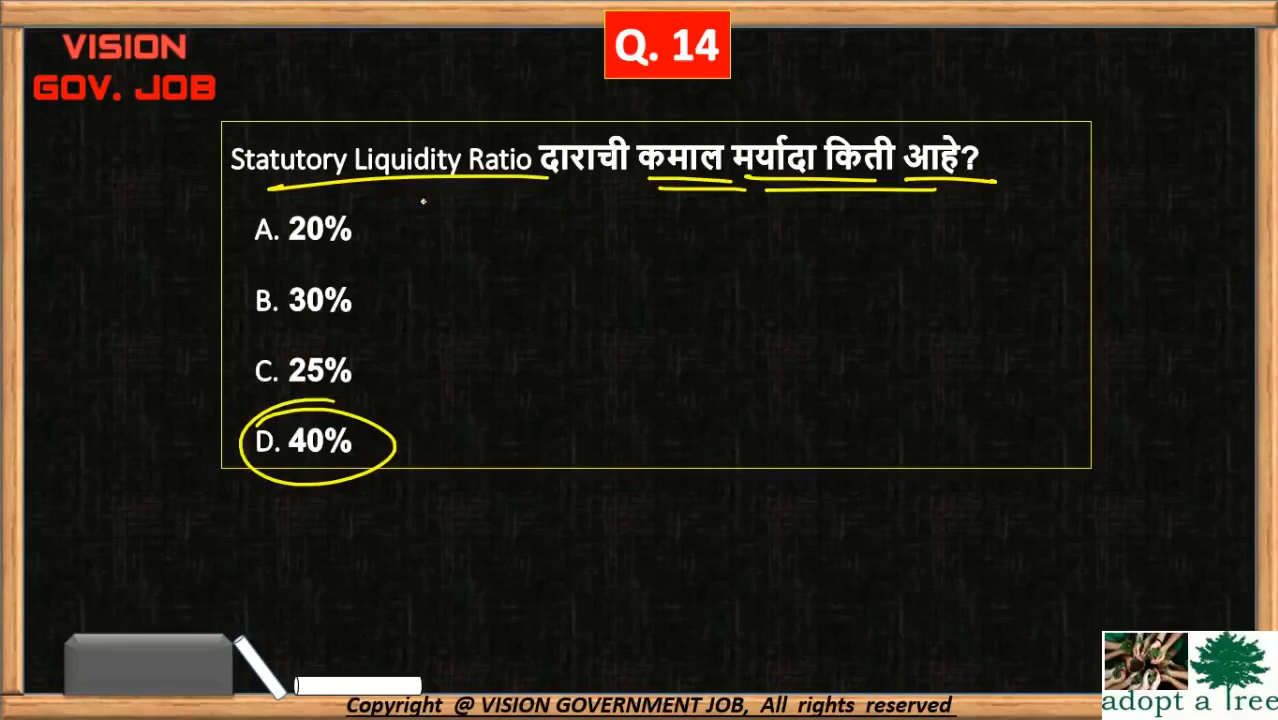 VISION
GOV. JOB
Q. 14
Statutory Liquidity Ratio दाराची कमाल मर्यादा किती आहे?
A. 20%
B. 30%
C. 25%
D. 40%
Copyright @ VISION GOVERNMENT JOB, All rights reserved
adopt a Tree